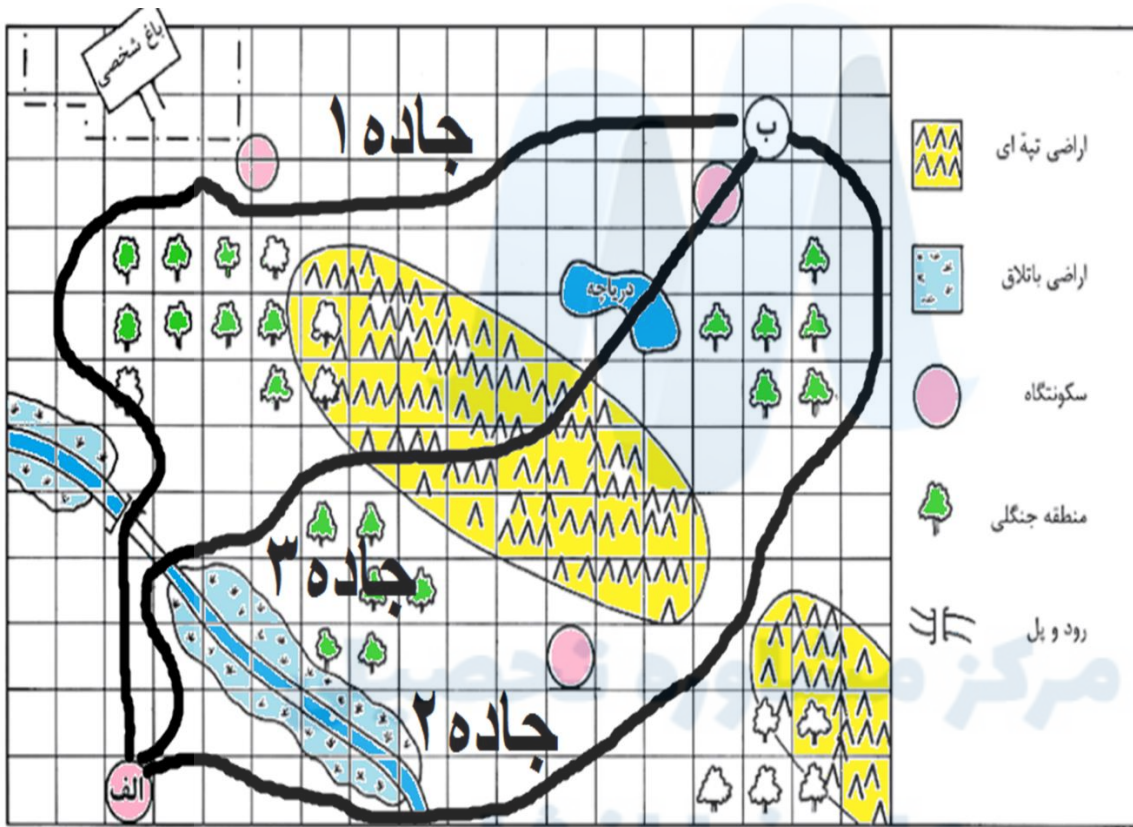 باغ شخصی
جاده ۱
ب
دریاچه
جاده ۳
جاده ۲
الف
اراضی تپه ای
اراضی باتلاق
سکونتگاه
منطقه جنگلی
رود و پل
مرکز